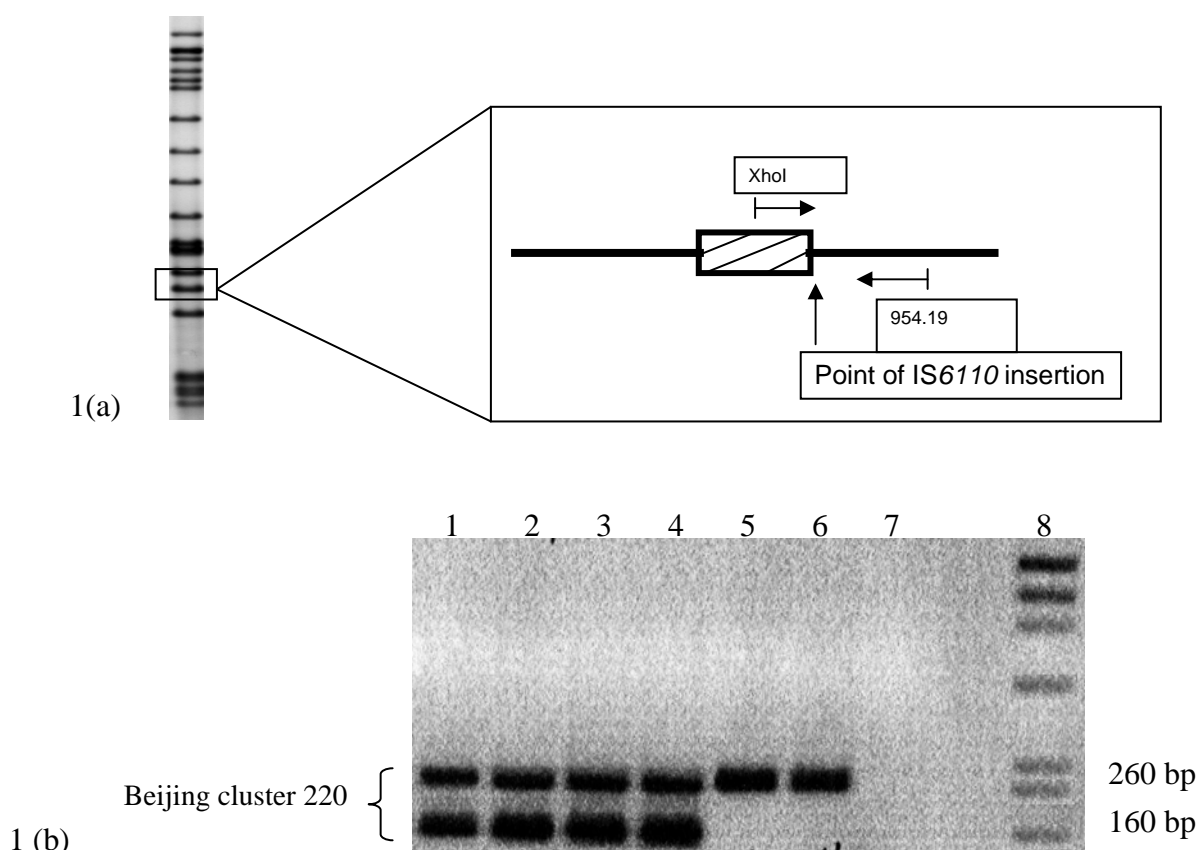 XhoI
954.19
Point of IS6110 insertion
1(a)
1 2 3 4 5 6 7 8
260 bp
Beijing cluster 220
160 bp
1 (b)